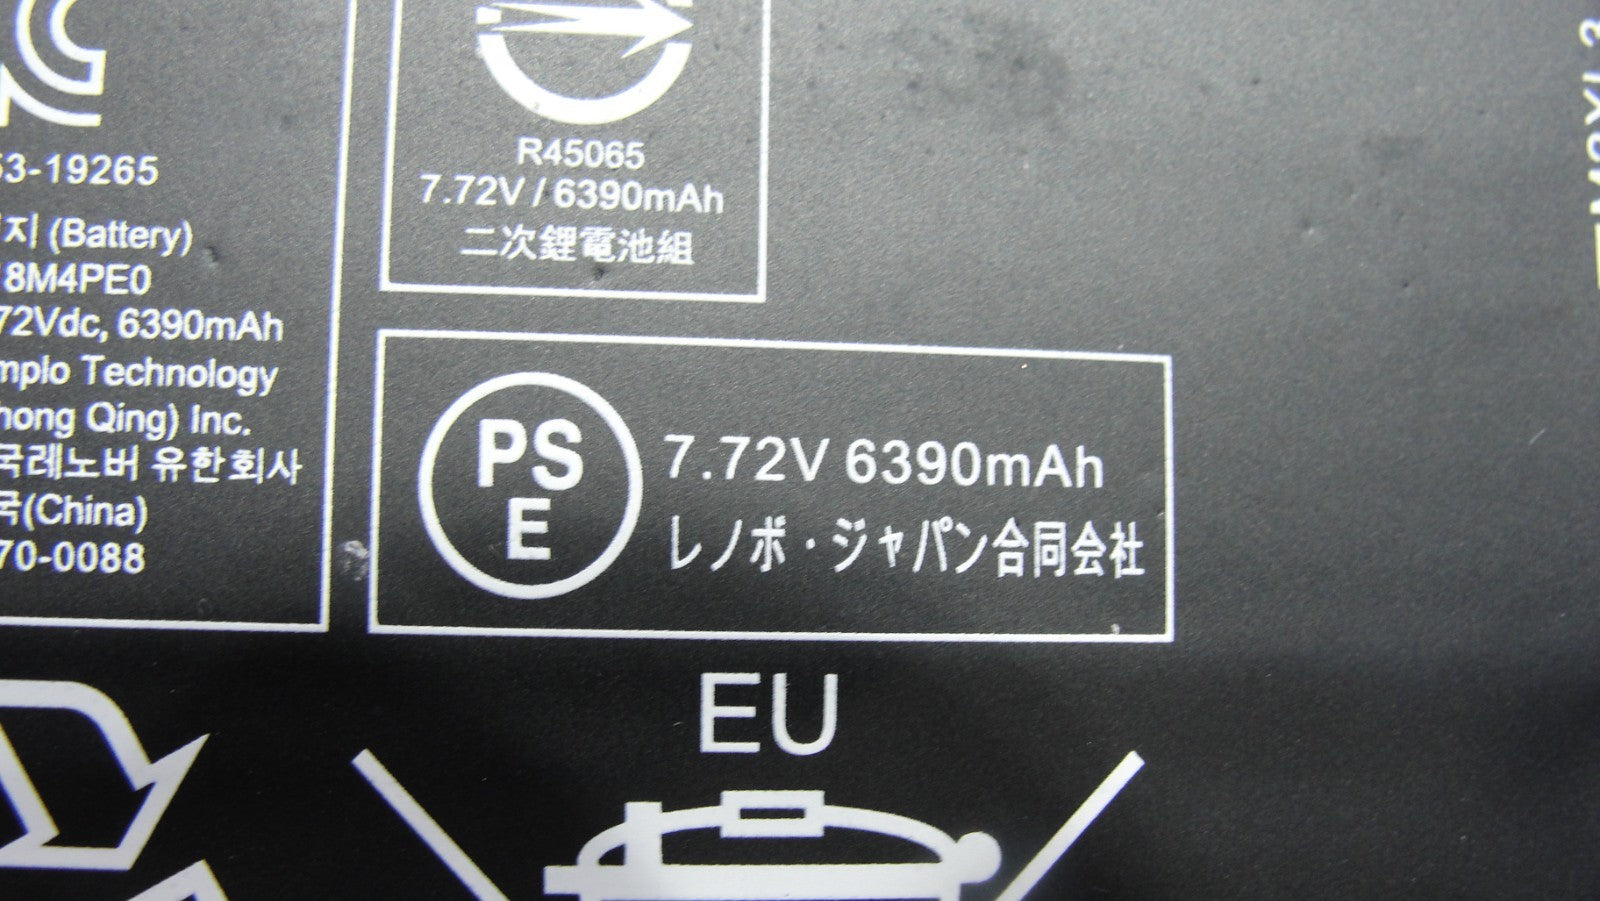 53-19265
지 (Battery)
8M4PE0
72Vdc, 6390mAh
mplo Technology
hong Qing) Inc.
국레노버 유한회사
국(China)
70-0088
R45065
7.72V / 6390mAh
二次鋰電池組
PS
E
7.72V 6390mAh
レノボ・ジャパン合同会社
EU